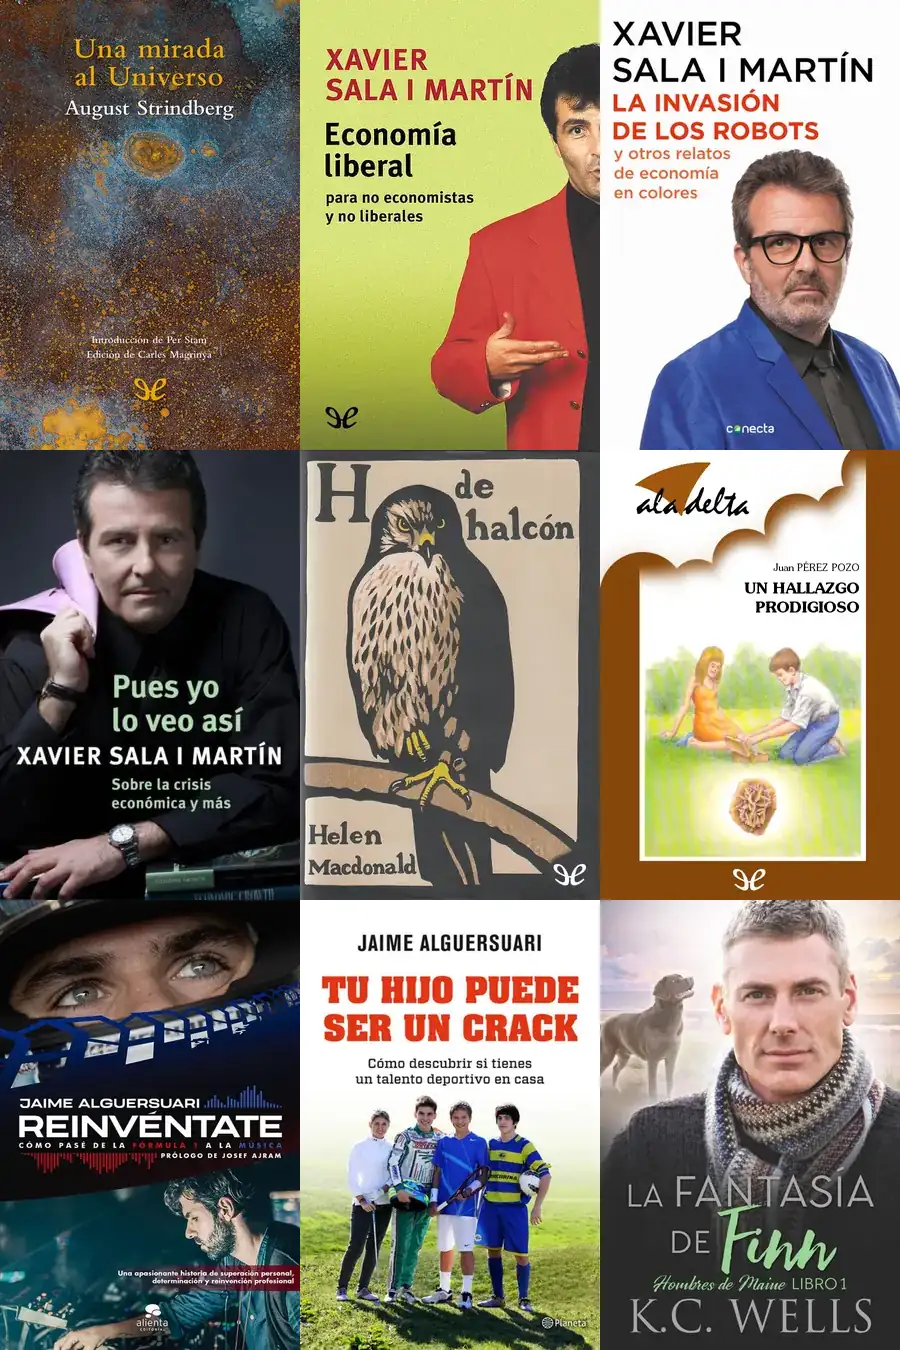 Una mirada
al Universo
August Strindberg
Introducción de Per Stam
Edición de Carles Magrinyà
XAVIER
SALA I MARTÍN
Economía
liberal
para no economistas
y no liberales
XAVIER
SALA I MARTÍN
LA INVASIÓN
DE LOS ROBOTS
y otros relatos
de economía
en colores
conecta
Pues yo
lo veo así
XAVIER SALA I MARTÍN
Sobre la crisis
económica y más
ECONOMIC GROWTH
H de
halcón
Helen
Macdonald
ala delta
Juan PÉREZ POZO
UN HALLAZGO
PRODIGIOSO
JAIME ALGUERSUARI
REINVÉNTATE
CÓMO PASÉ DE LA FÓRMULA 1 A LA MÚSICA
PRÓLOGO DE JOSEF AJRAM
Una apasionante historia de superación personal,
determinación y reinvención profesional
alienta
EDITORIAL
JAIME ALGUERSUARI
TU HIJO PUEDE
SER UN CRACK
Cómo descubrir si tienes
un talento deportivo en casa
Planeta
LA FANTASÍA
DE Finn
Hombres de Maine LIBRO 1
K.C. WELLS